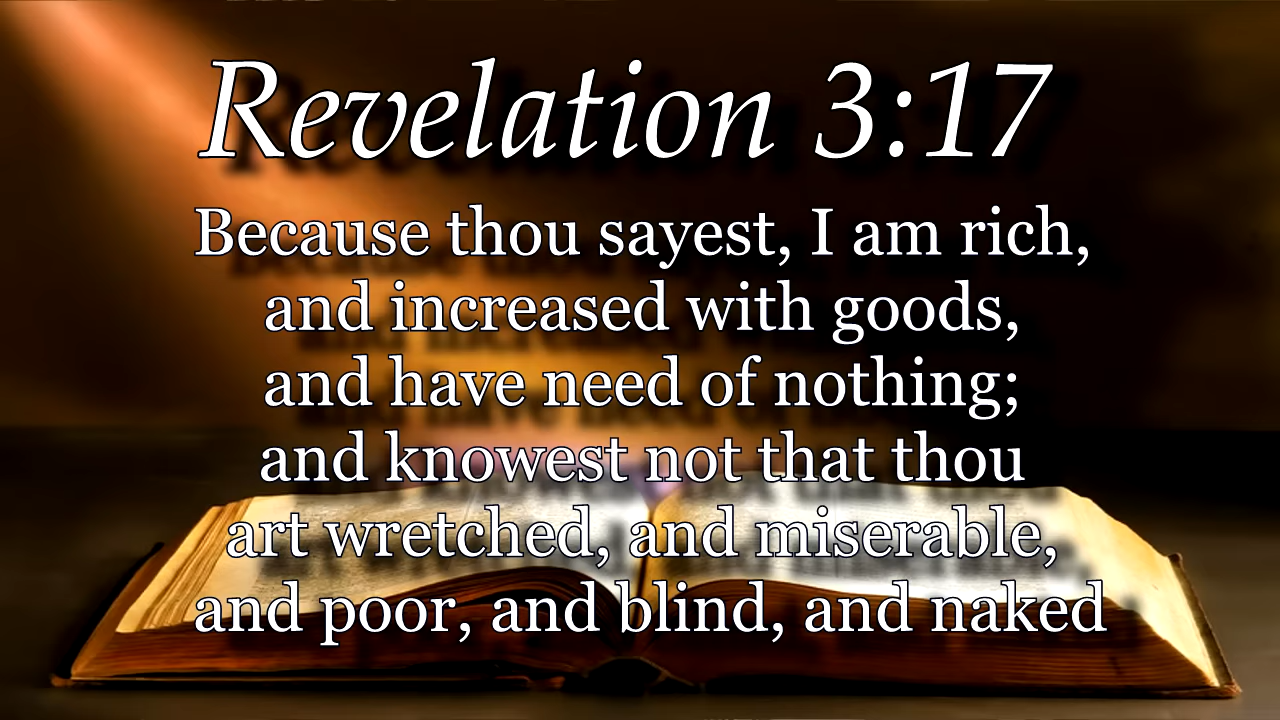 Revelation 3:17
Because thou sayest, I am rich,
and increased with goods,
and have need of nothing;
and knowest not that thou
art wretched, and miserable,
and poor, and blind, and naked